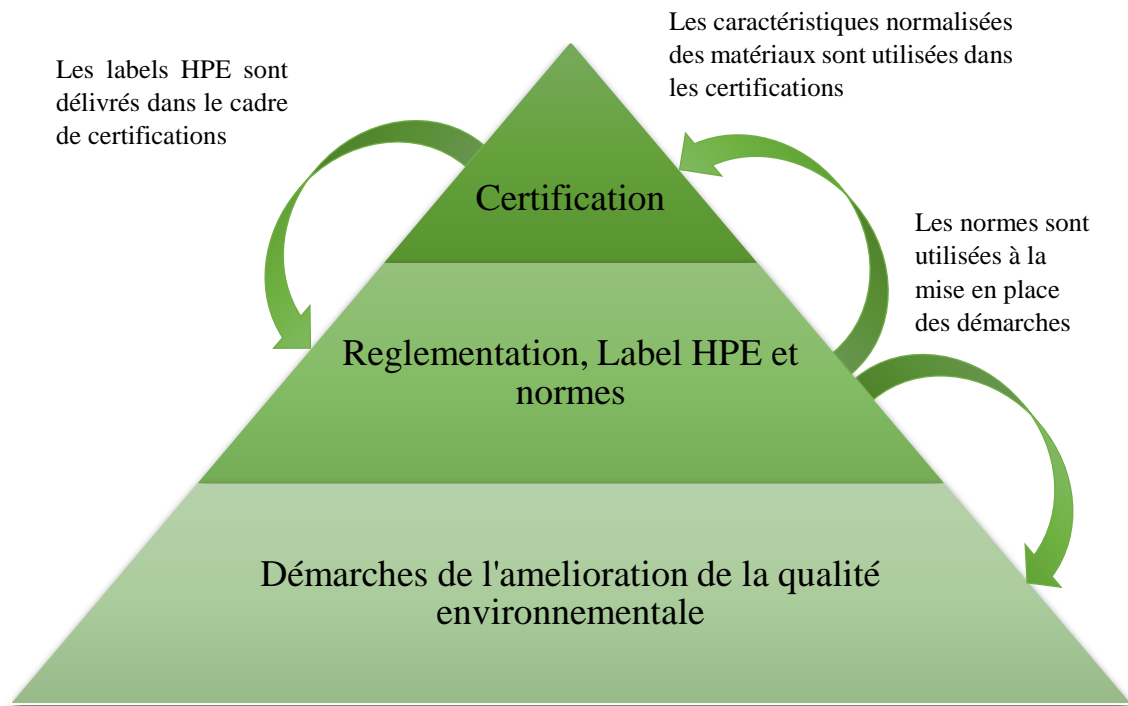 Les caractéristiques normalisées
des matériaux sont utilisées dans
les certifications
Les labels HPE sont
délivrés dans le cadre
de certifications
Certification
Les normes sont
utilisées à la
mise en place
des démarches
Reglementation, Label HPE et
normes
Démarches de l'amelioration de la qualité
environnementale